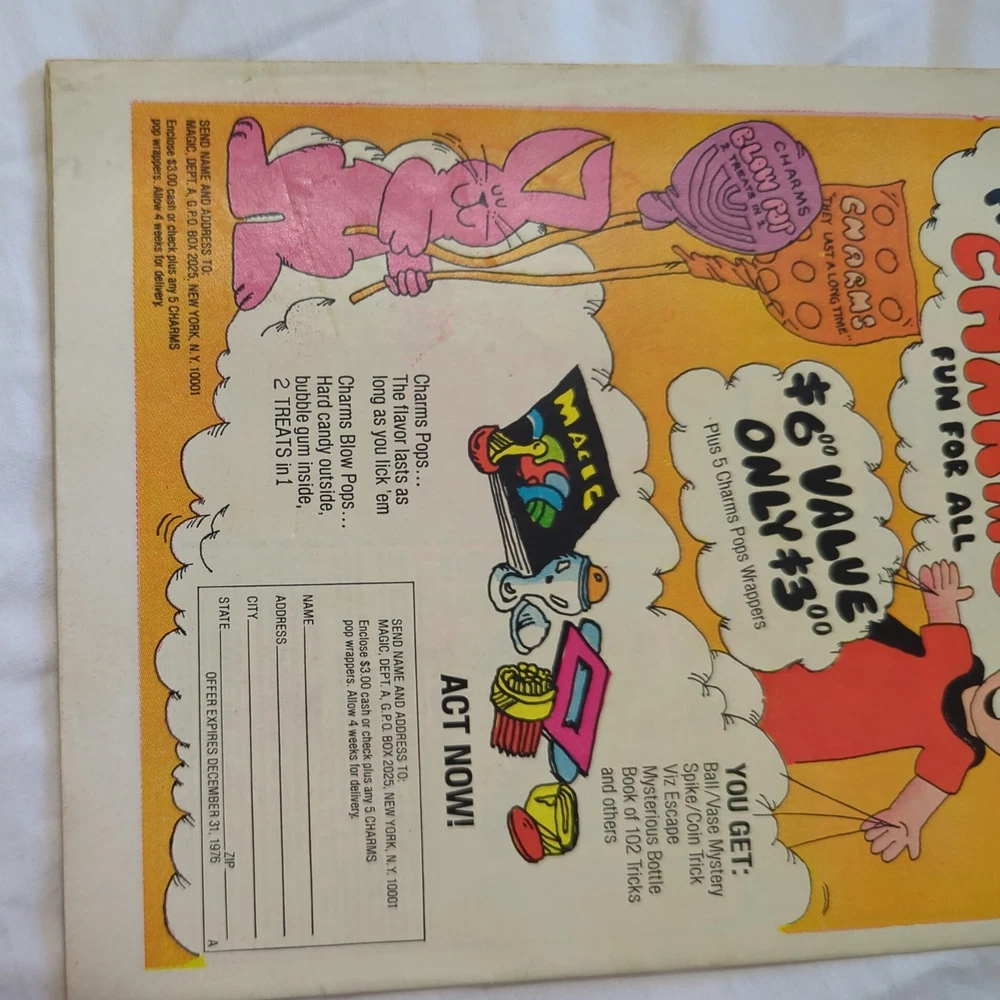 CHARMS
FUN FOR ALL
CHARMS
"THEY LAST A LONG TIME"
CHARMS
BLOW POP
2 TREATS IN 1
$6.00 VALUE
ONLY $3.00
Plus 5 Charms Pops Wrappers
YOU GET:
Ball/Vase Mystery
Spike/Coin Trick
Viz Escape
Mysterious Bottle
Book of 102 Tricks
and others
MAGIC
Charms Pops...
The flavor lasts as
long as you lick 'em
Charms Blow Pops...
Hard candy outside,
bubble gum inside,
2 TREATS in 1
ACT NOW!
SEND NAME AND ADDRESS TO:
MAGIC, DEPT. A, G.P.O. BOX 2025, NEW YORK, N.Y. 10001
Enclose $3.00 cash or check plus any 5 CHARMS
pop wrappers. Allow 4 weeks for delivery.
NAME
ADDRESS
CITY
STATE ZIP
OFFER EXPIRES DECEMBER 31, 1976 A
SEND NAME AND ADDRESS TO:
MAGIC, DEPT. A, G.P.O. BOX 2025, NEW YORK, N.Y. 10001
Enclose $3.00 cash or check plus any 5 CHARMS
pop wrappers. Allow 4 weeks for delivery.